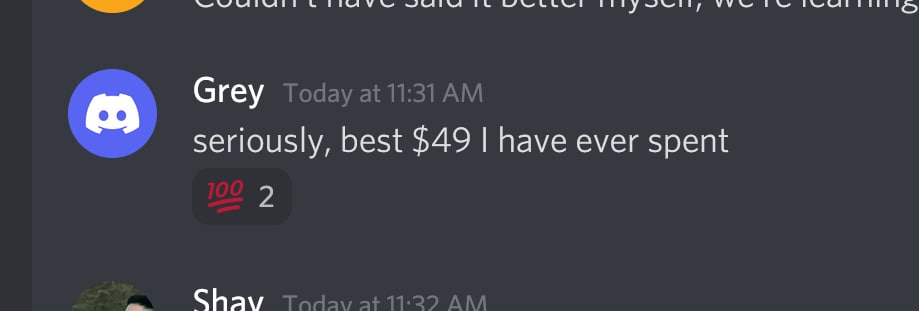 Couldn't have said it better myself, we're learning
Grey Today at 11:31 AM
seriously, best $49 I have ever spent
💯 2
Shay Today at 11:32 AM